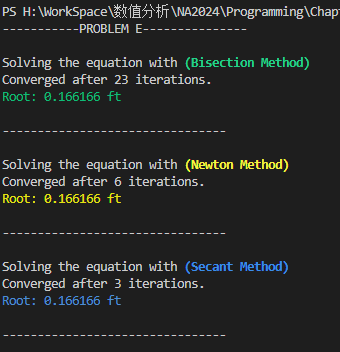 PS H:\WorkSpace\数值分析\NA2024\Programming\Chap
-----------PROBLEM E---------------
Solving the equation with (Bisection Method)
Converged after 23 iterations.
Root: 0.166166 ft
--------------------------------
Solving the equation with (Newton Method)
Converged after 6 iterations.
Root: 0.166166 ft
--------------------------------
Solving the equation with (Secant Method)
Converged after 3 iterations.
Root: 0.166166 ft
--------------------------------